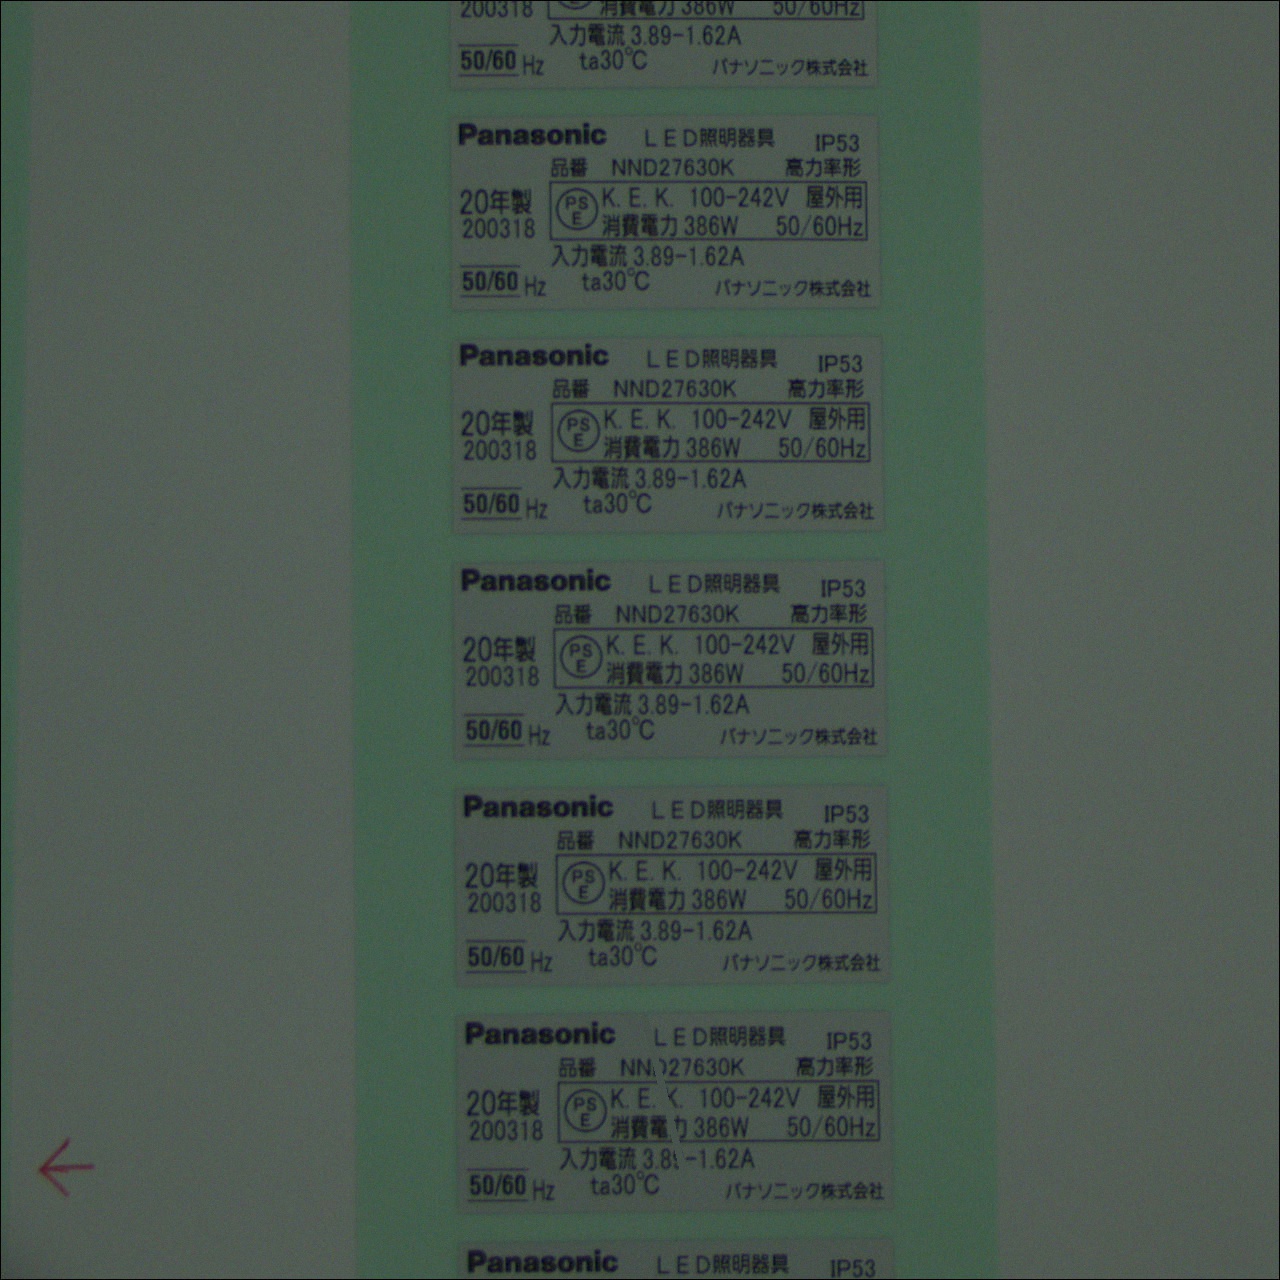 200318 消費電力 386W 50/60Hz
入力電流 3.89-1.62A
50/60 Hz ta30℃ パナソニック株式会社
Panasonic LED照明器具 IP53
品番 NND27630K 高力率形
20年製 PS E K. E. K. 100-242V 屋外用
200318 消費電力 386W 50/60Hz
入力電流 3.89-1.62A
50/60 Hz ta30℃ パナソニック株式会社
Panasonic LED照明器具 IP53
品番 NND27630K 高力率形
20年製 PS E K. E. K. 100-242V 屋外用
200318 消費電力 386W 50/60Hz
入力電流 3.89-1.62A
50/60 Hz ta30℃ パナソニック株式会社
Panasonic LED照明器具 IP53
品番 NND27630K 高力率形
20年製 PS E K. E. K. 100-242V 屋外用
200318 消費電力 386W 50/60Hz
入力電流 3.89-1.62A
50/60 Hz ta30℃ パナソニック株式会社
Panasonic LED照明器具 IP53
品番 NND27630K 高力率形
20年製 PS E K. E. K. 100-242V 屋外用
200318 消費電力 386W 50/60Hz
入力電流 3.89-1.62A
50/60 Hz ta30℃ パナソニック株式会社
Panasonic LED照明器具 IP53
品番 NND27630K 高力率形
20年製 PS E K. E. K. 100-242V 屋外用
200318 消費電力 386W 50/60Hz
入力電流 3.89-1.62A
50/60 Hz ta30℃ パナソニック株式会社
Panasonic LED照明器具 IP53